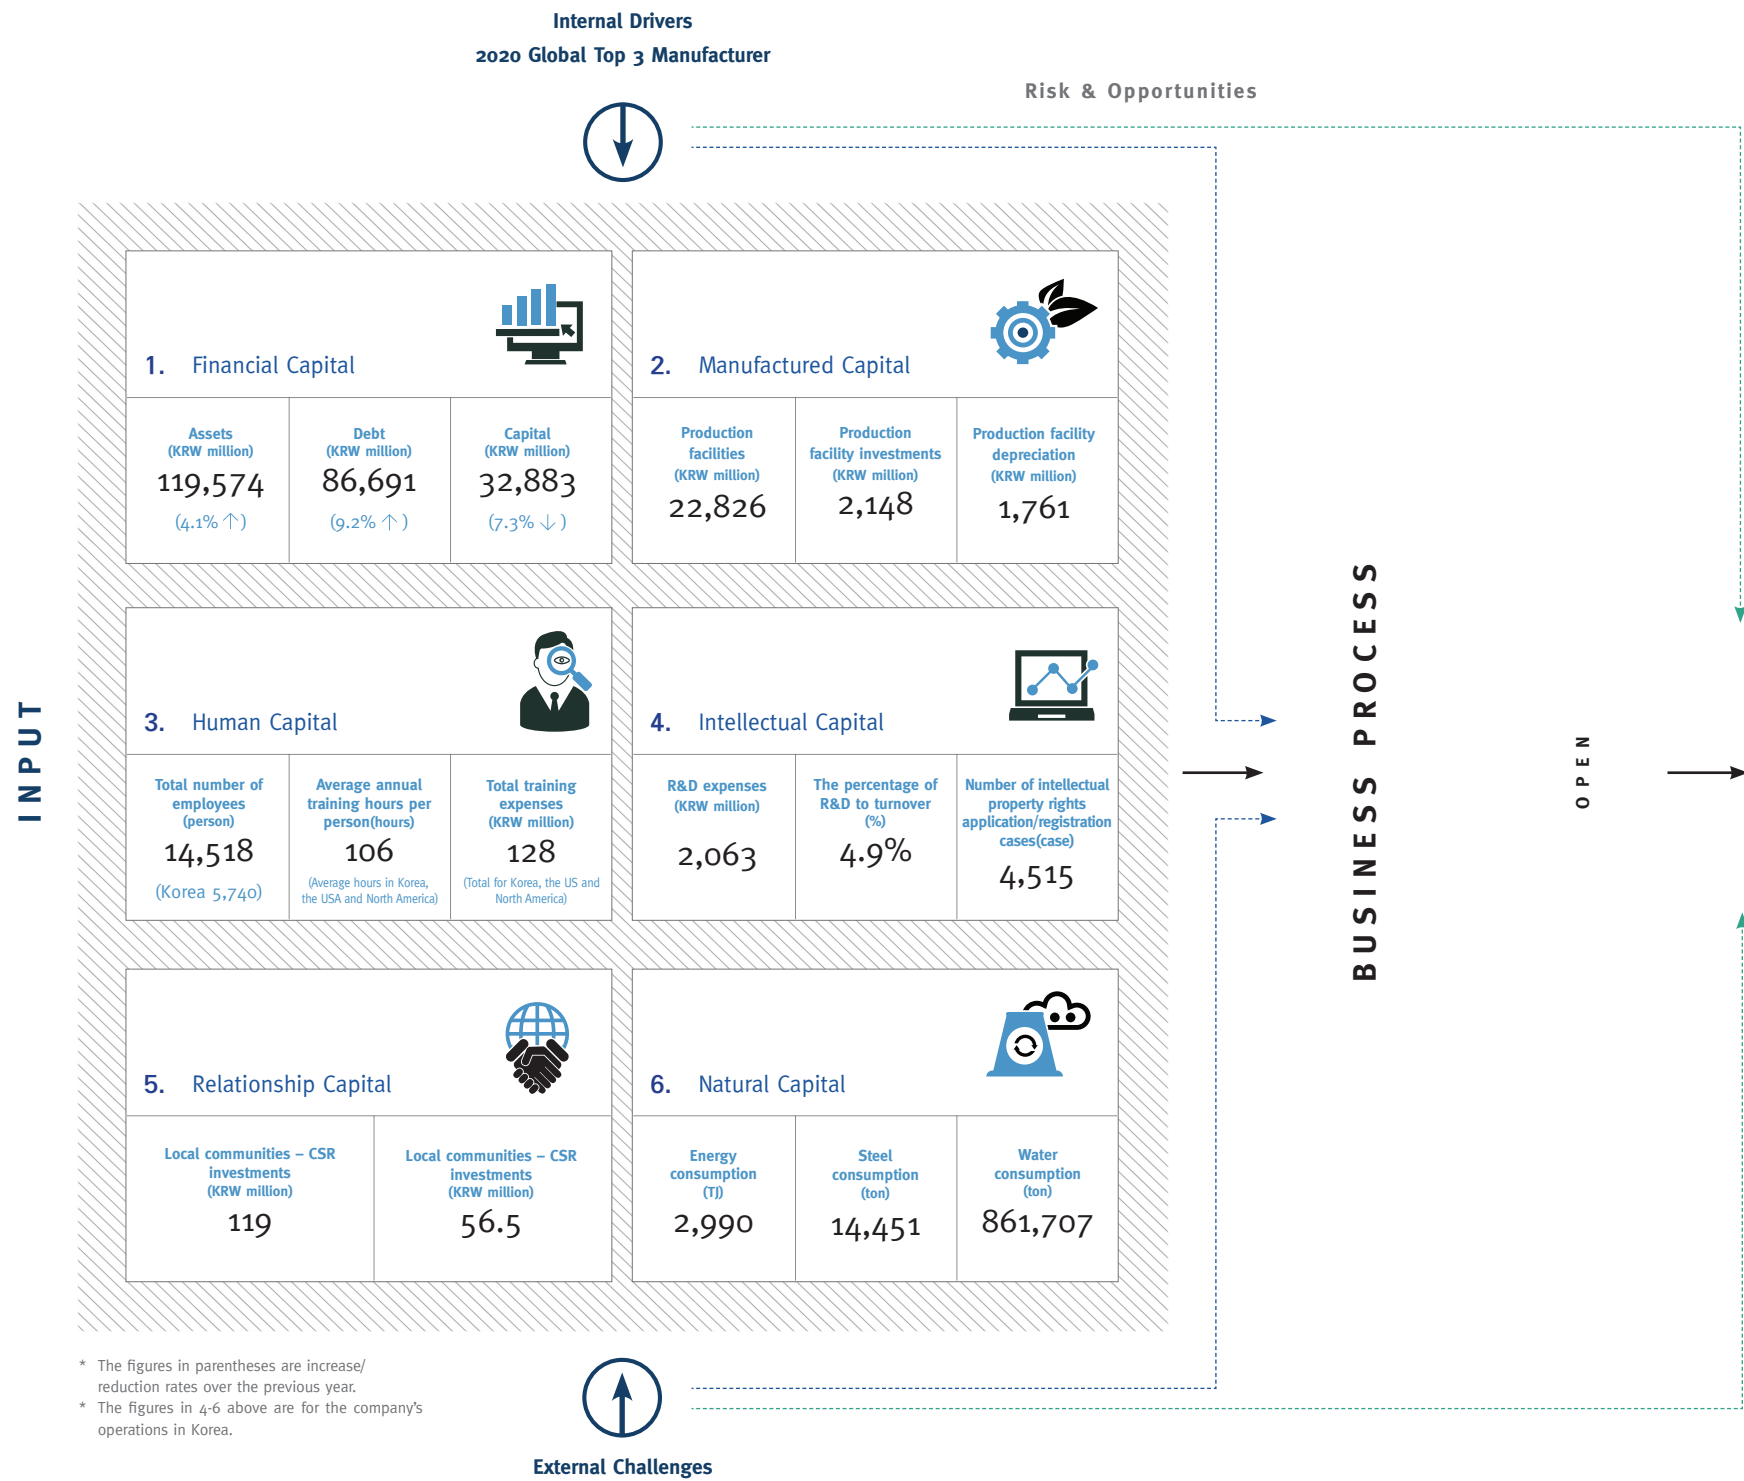 Internal Drivers
2020 Global Top 3 Manufacturer
Risk & Opportunities
INPUT
1. Financial Capital
Assets
(KRW million)
119,574
(4.1% ↑)
Debt
(KRW million)
86,691
(9.2% ↑)
Capital
(KRW million)
32,883
(7.3% ↓)
2. Manufactured Capital
Production
facilities
(KRW million)
22,826
Production
facility investments
(KRW million)
2,148
Production facility
depreciation
(KRW million)
1,761
3. Human Capital
Total number of
employees
(person)
14,518
(Korea 5,740)
Average annual
training hours per
person(hours)
106
(Average hours in Korea,
the USA and North America)
Total training
expenses
(KRW million)
128
(Total for Korea, the US and
North America)
4. Intellectual Capital
R&D expenses
(KRW million)
2,063
The percentage of
R&D to turnover
(%)
4.9%
Number of intellectual
property rights
application/registration
cases(case)
4,515
5. Relationship Capital
Local communities – CSR
investments
(KRW million)
119
Local communities – CSR
investments
(KRW million)
56.5
6. Natural Capital
Energy
consumption
(TJ)
2,990
Steel
consumption
(ton)
14,451
Water
consumption
(ton)
861,707
BUSINESS PROCESS
OPEN
* The figures in parentheses are increase/
reduction rates over the previous year.
* The figures in 4-6 above are for the company's
operations in Korea.
External Challenges